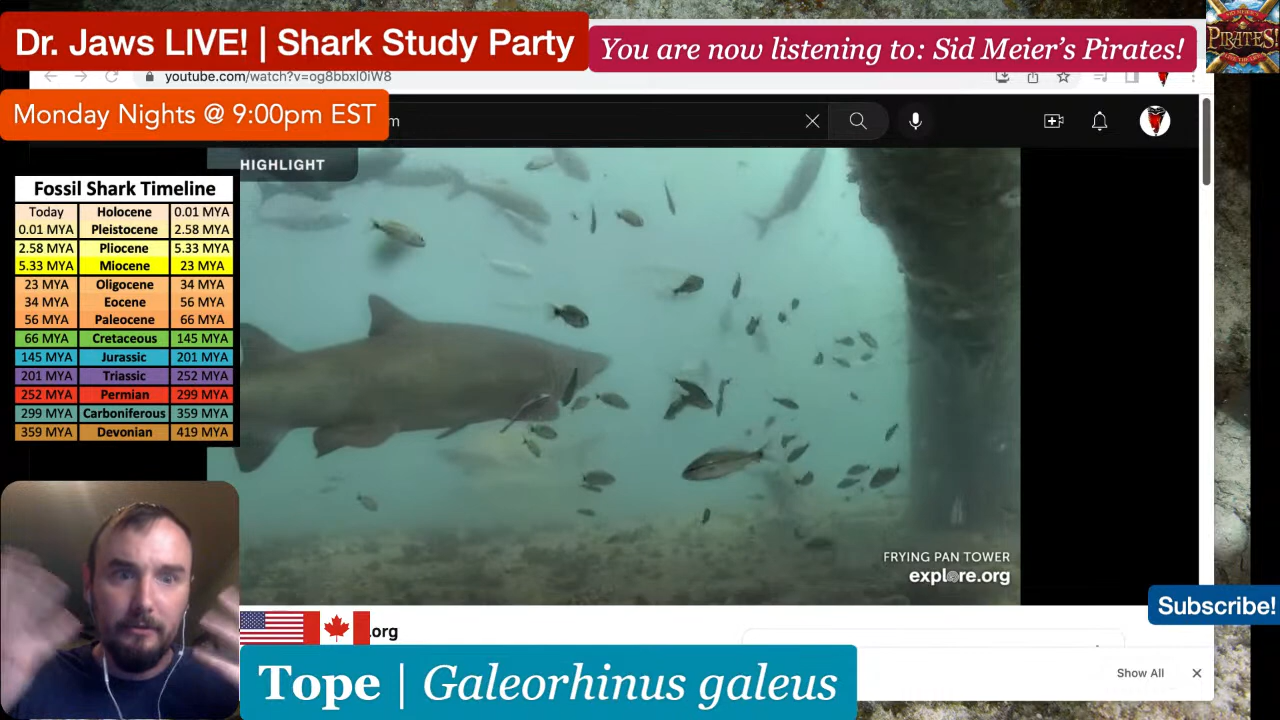 Dr. Jaws LIVE! | Shark Study Party
You are now listening to: Sid Meier's Pirates!
SID MEIER'S
PIRATES!
youtube.com/watch?v=og8bbxl0iW8
Monday Nights @ 9:00pm EST
m
HIGHLIGHT
Fossil Shark Timeline
Today Holocene 0.01 MYA
0.01 MYA Pleistocene 2.58 MYA
2.58 MYA Pliocene 5.33 MYA
5.33 MYA Miocene 23 MYA
23 MYA Oligocene 34 MYA
34 MYA Eocene 56 MYA
56 MYA Paleocene 66 MYA
66 MYA Cretaceous 145 MYA
145 MYA Jurassic 201 MYA
201 MYA Triassic 252 MYA
252 MYA Permian 299 MYA
299 MYA Carboniferous 359 MYA
359 MYA Devonian 419 MYA
FRYING PAN TOWER
explore.org
Subscribe!
.org
Tope | Galeorhinus galeus
Show All